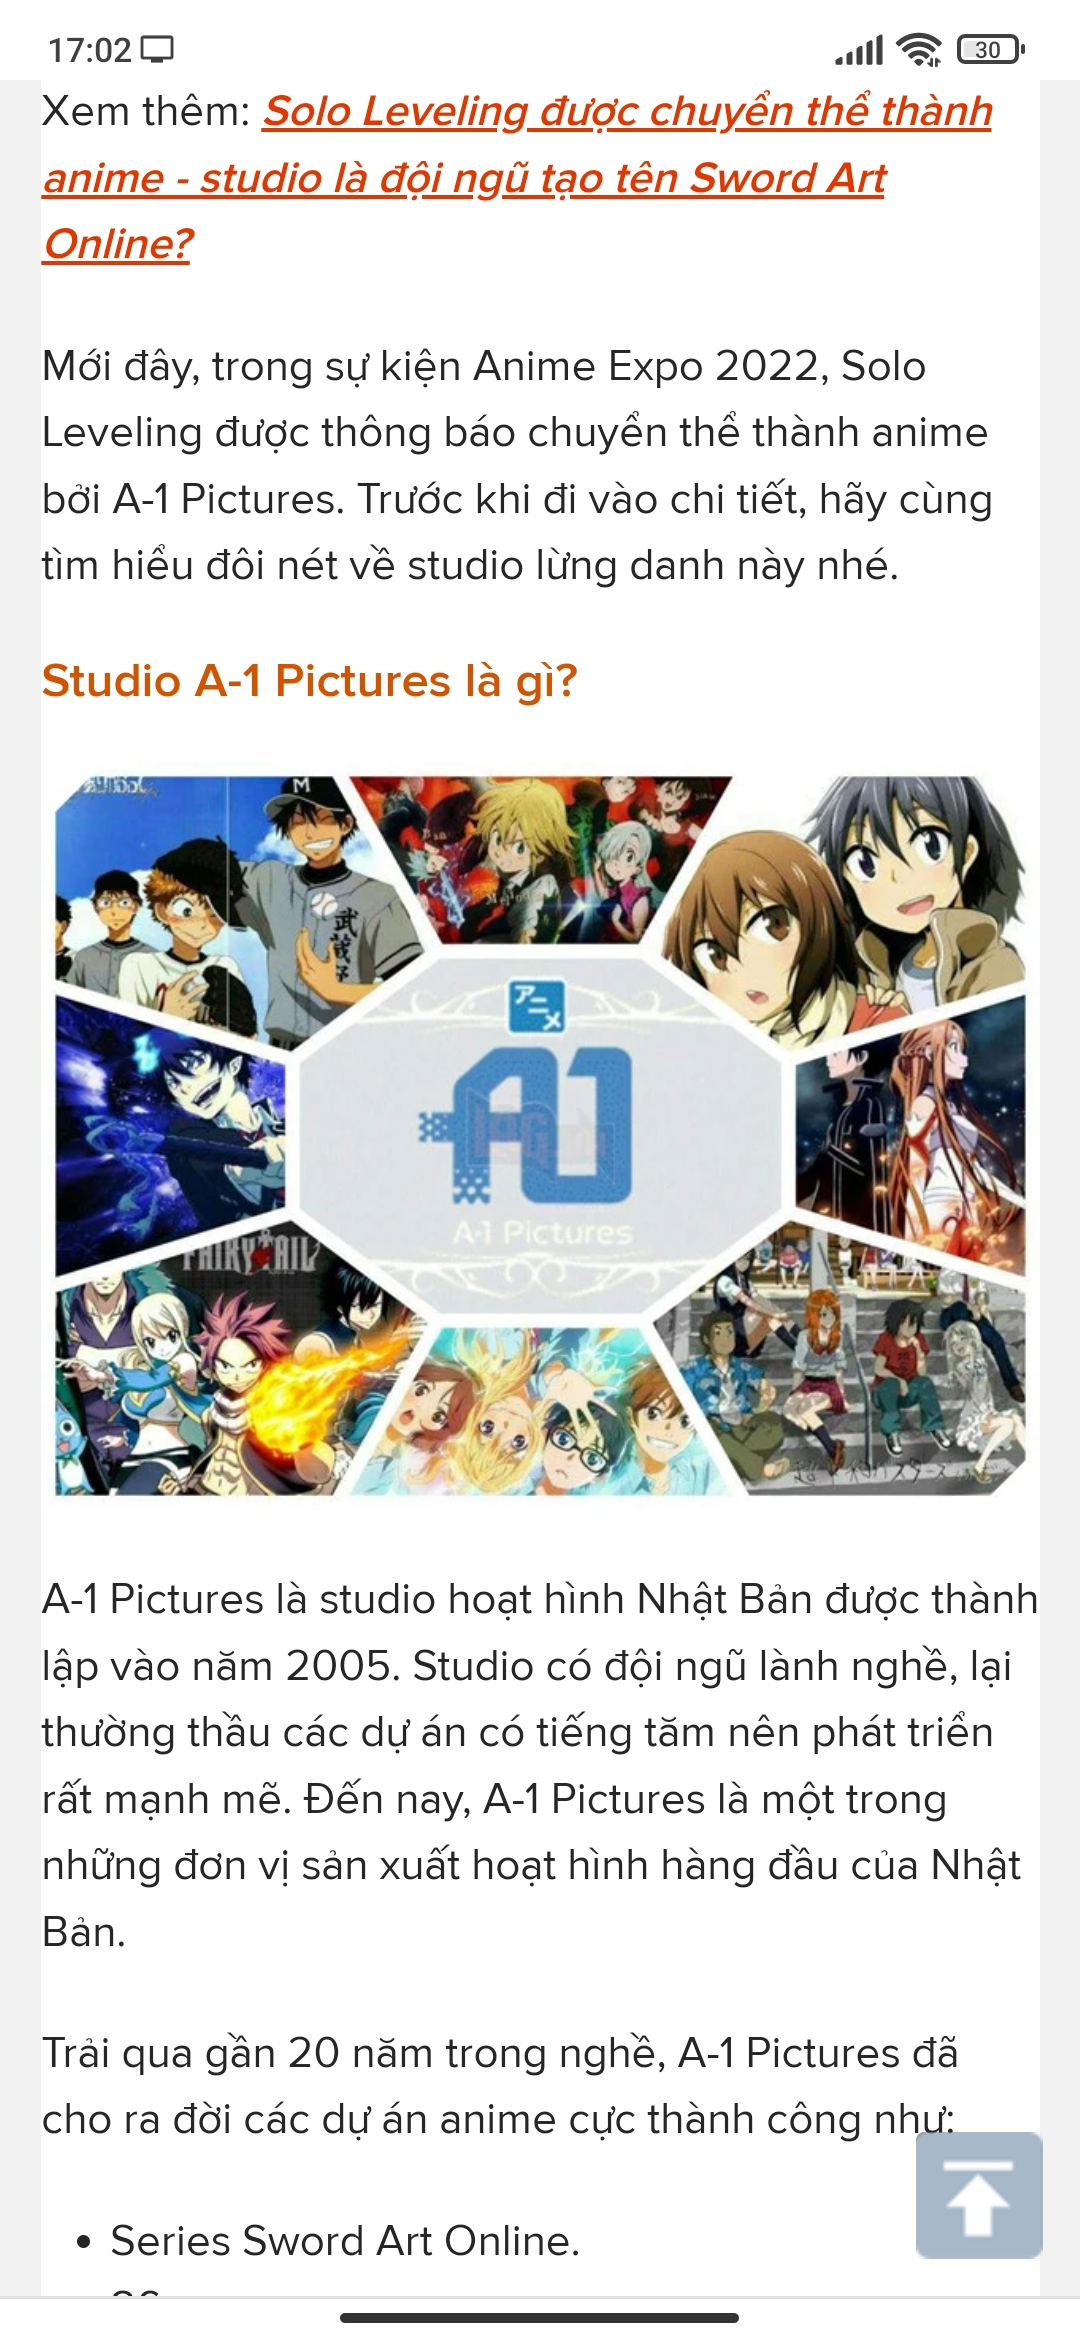 17:02
30
Xem thêm: Solo Leveling được chuyển thể thành
anime - studio là đội ngũ tạo tên Sword Art
Online?
Mới đây, trong sự kiện Anime Expo 2022, Solo
Leveling được thông báo chuyển thể thành anime
bởi A-1 Pictures. Trước khi đi vào chi tiết, hãy cùng
tìm hiểu đôi nét về studio lừng danh này nhé.
Studio A-1 Pictures là gì?
M
武蔵野
アニメ
A1
A-1 Pictures
FAIRY TAIL
A-1 Pictures là studio hoạt hình Nhật Bản được thành
lập vào năm 2005. Studio có đội ngũ lành nghề, lại
thường thầu các dự án có tiếng tăm nên phát triển
rất mạnh mẽ. Đến nay, A-1 Pictures là một trong
những đơn vị sản xuất hoạt hình hàng đầu của Nhật
Bản.
Trải qua gần 20 năm trong nghề, A-1 Pictures đã
cho ra đời các dự án anime cực thành công như:
• Series Sword Art Online.